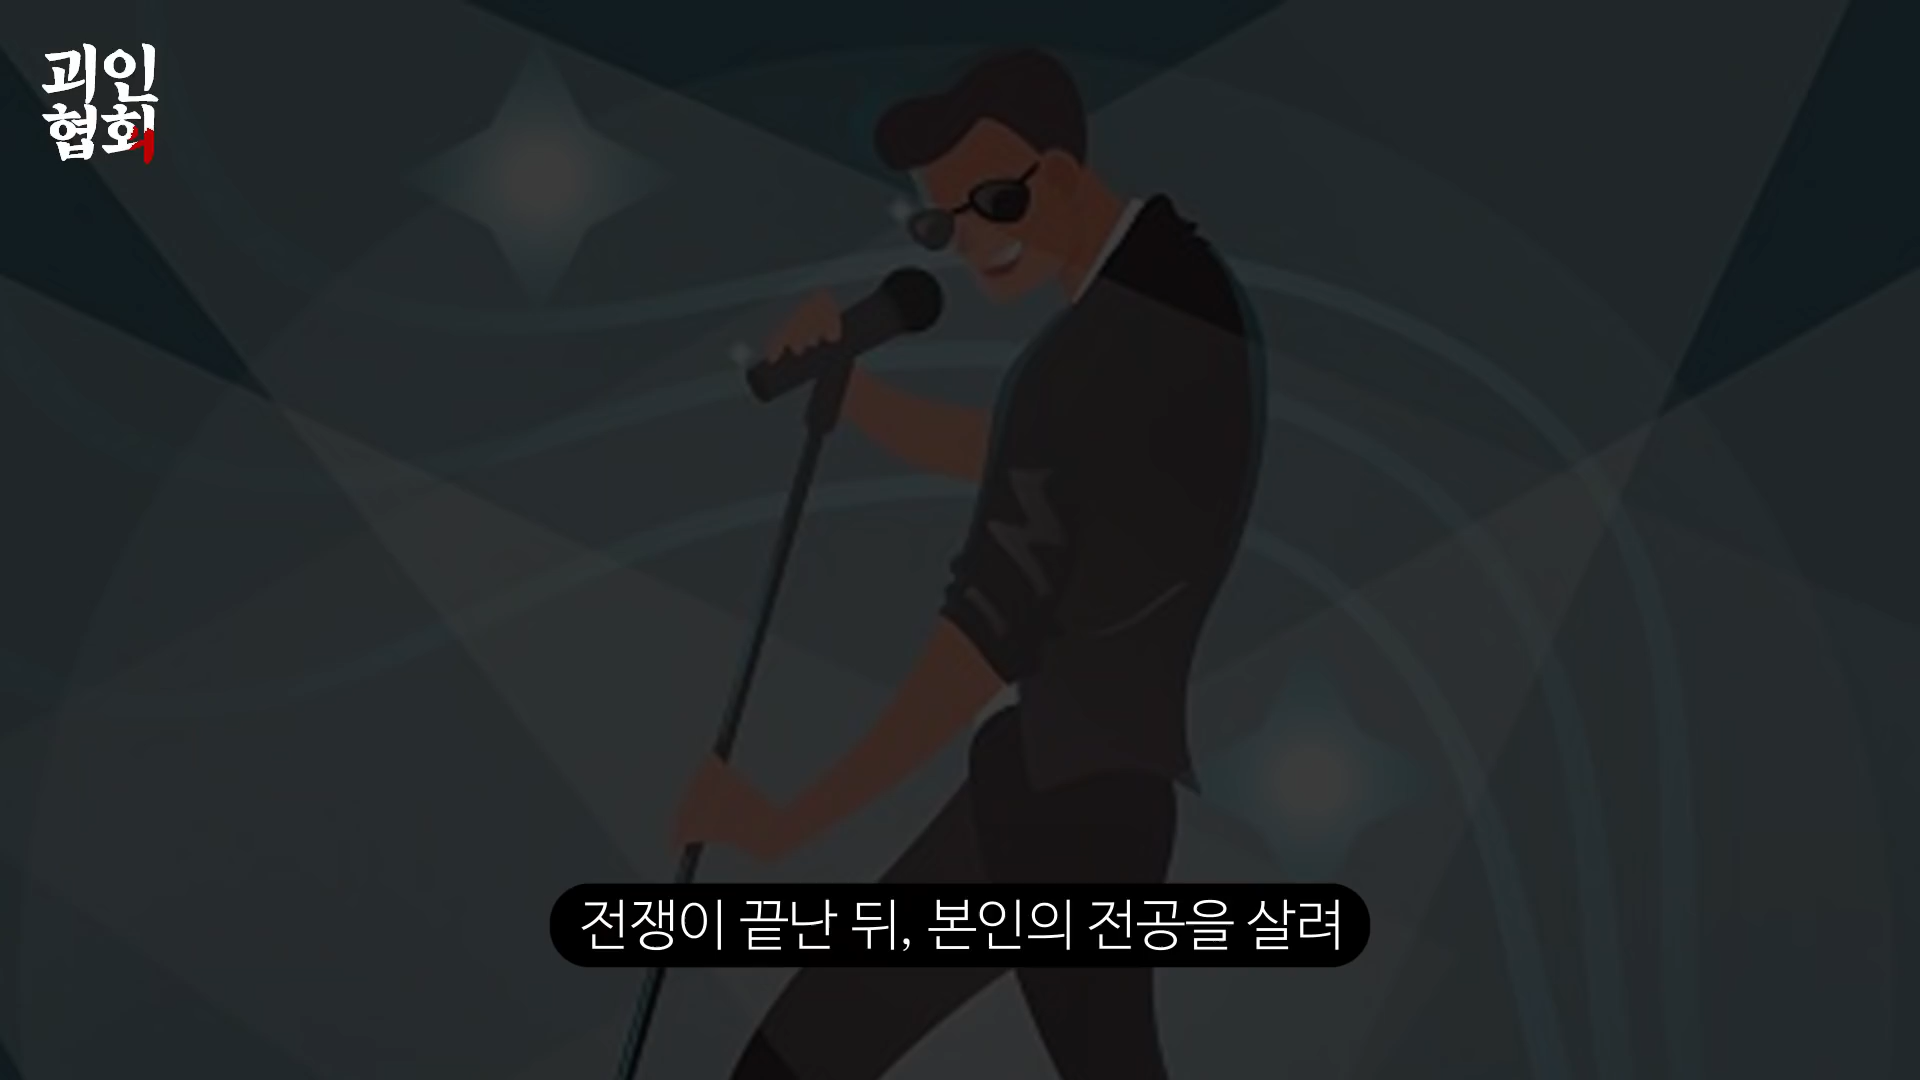 괴인
협회
전쟁이 끝난 뒤, 본인의 전공을 살려